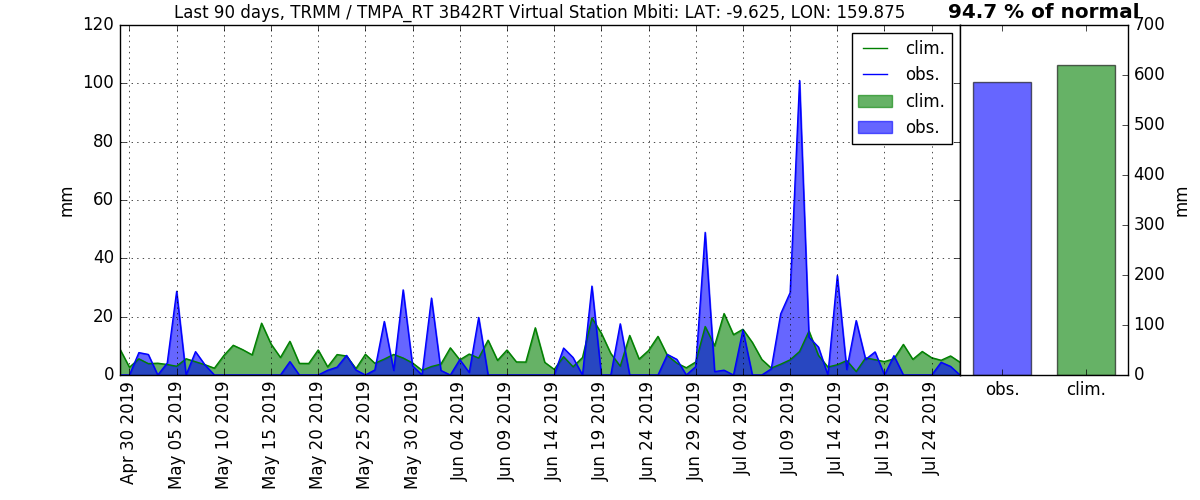 Last 90 days, TRMM / TMPA_RT 3B42RT Virtual Station Mbiti: LAT: -9.625, LON: 159.875
94.7 % of normal
120
100
80
60
40
20
0
mm
clim.
obs.
clim.
obs.
700
600
500
400
300
200
100
0
mm
Apr 30 2019
May 05 2019
May 10 2019
May 15 2019
May 20 2019
May 25 2019
May 30 2019
Jun 04 2019
Jun 09 2019
Jun 14 2019
Jun 19 2019
Jun 24 2019
Jun 29 2019
Jul 04 2019
Jul 09 2019
Jul 14 2019
Jul 19 2019
Jul 24 2019
obs.
clim.